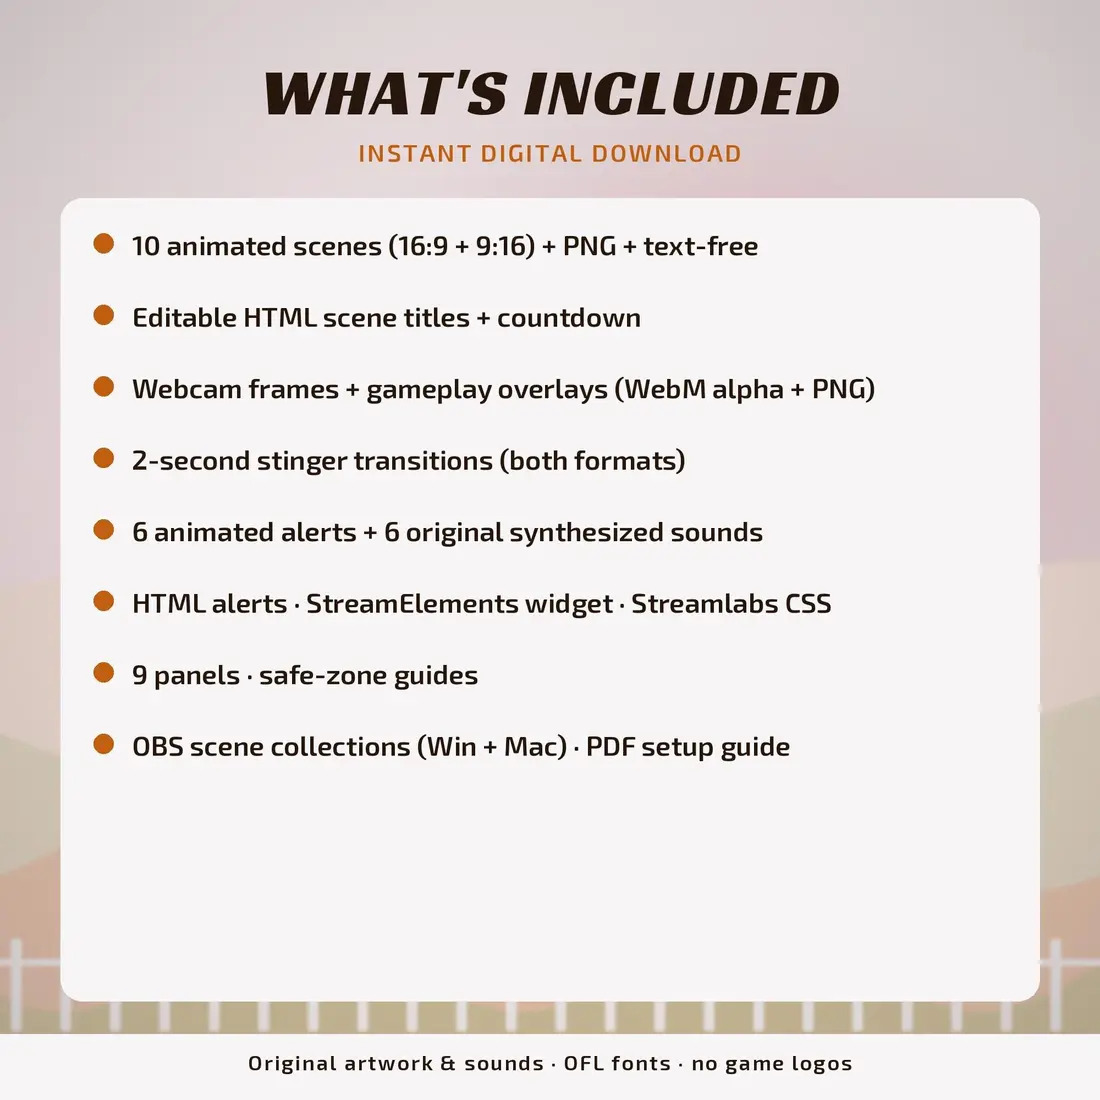 WHAT'S INCLUDED
INSTANT DIGITAL DOWNLOAD
10 animated scenes (16:9 + 9:16) + PNG + text-free
Editable HTML scene titles + countdown
Webcam frames + gameplay overlays (WebM alpha + PNG)
2-second stinger transitions (both formats)
6 animated alerts + 6 original synthesized sounds
HTML alerts · StreamElements widget · Streamlabs CSS
9 panels · safe-zone guides
OBS scene collections (Win + Mac) · PDF setup guide
Original artwork & sounds · OFL fonts · no game logos